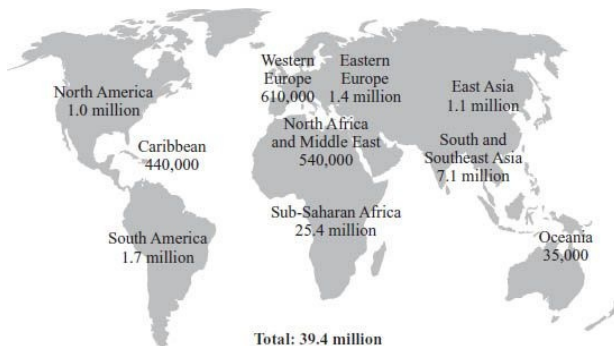 North America
1.0 million
Caribbean
440,000
South America
1.7 million
Western
Europe
610,000
Eastern
Europe
1.4 million
North Africa
and Middle East
540,000
Sub-Saharan Africa
25.4 million
East Asia
1.1 million
South and
Southeast Asia
7.1 million
Oceania
35,000
Total: 39.4 million